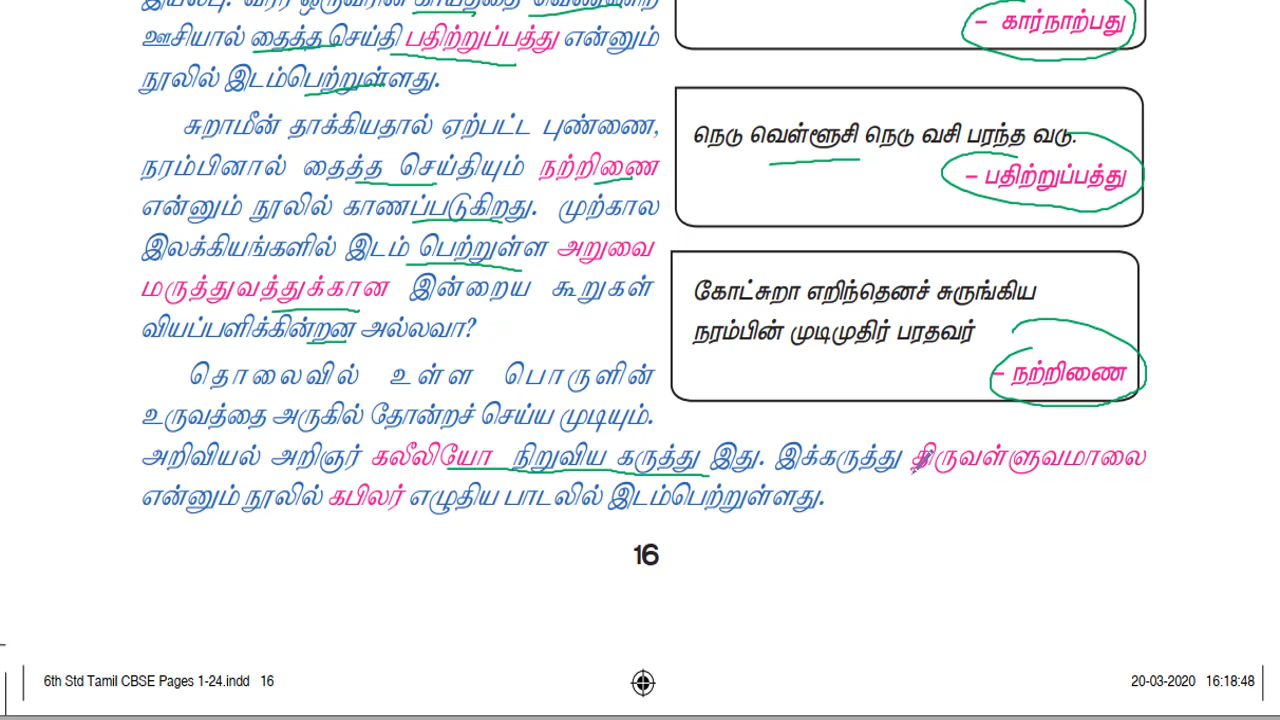 ஊசியால் தைத்த செய்தி பதிற்றுப்பத்து என்னும்
நூலில் இடம்பெற்றுள்ளது.
சுறாமீன் தாக்கியதால் ஏற்பட்ட புண்ணை,
நரம்பினால் தைத்த செய்தியும் நற்றிணை
என்னும் நூலில் காணப்படுகிறது. முற்கால
இலக்கியங்களில் இடம் பெற்றுள்ள அறுவை
மருத்துவத்துக்கான இன்றைய கூறுகள்
வியப்பளிக்கின்றன அல்லவா?
தொலைவில் உள்ள பொருளின்
உருவத்தை அருகில் தோன்றச் செய்ய முடியும்.
அறிவியல் அறிஞர் கலீலியோ நிறுவிய கருத்து இது. இக்கருத்து திருவள்ளுவமாலை
என்னும் நூலில் கபிலர் எழுதிய பாடலில் இடம்பெற்றுள்ளது.
– கார்நாற்பது
நெடு வெள்ளூசி நெடு வசி பரந்த வடு.
– பதிற்றுப்பத்து
கோட்சுறா எறிந்தெனச் சுருங்கிய
நரம்பின் முடிமுதிர் பரதவர்
– நற்றிணை
16
6th Std Tamil CBSE Pages 1-24.indd 16
20-03-2020 16:18:48